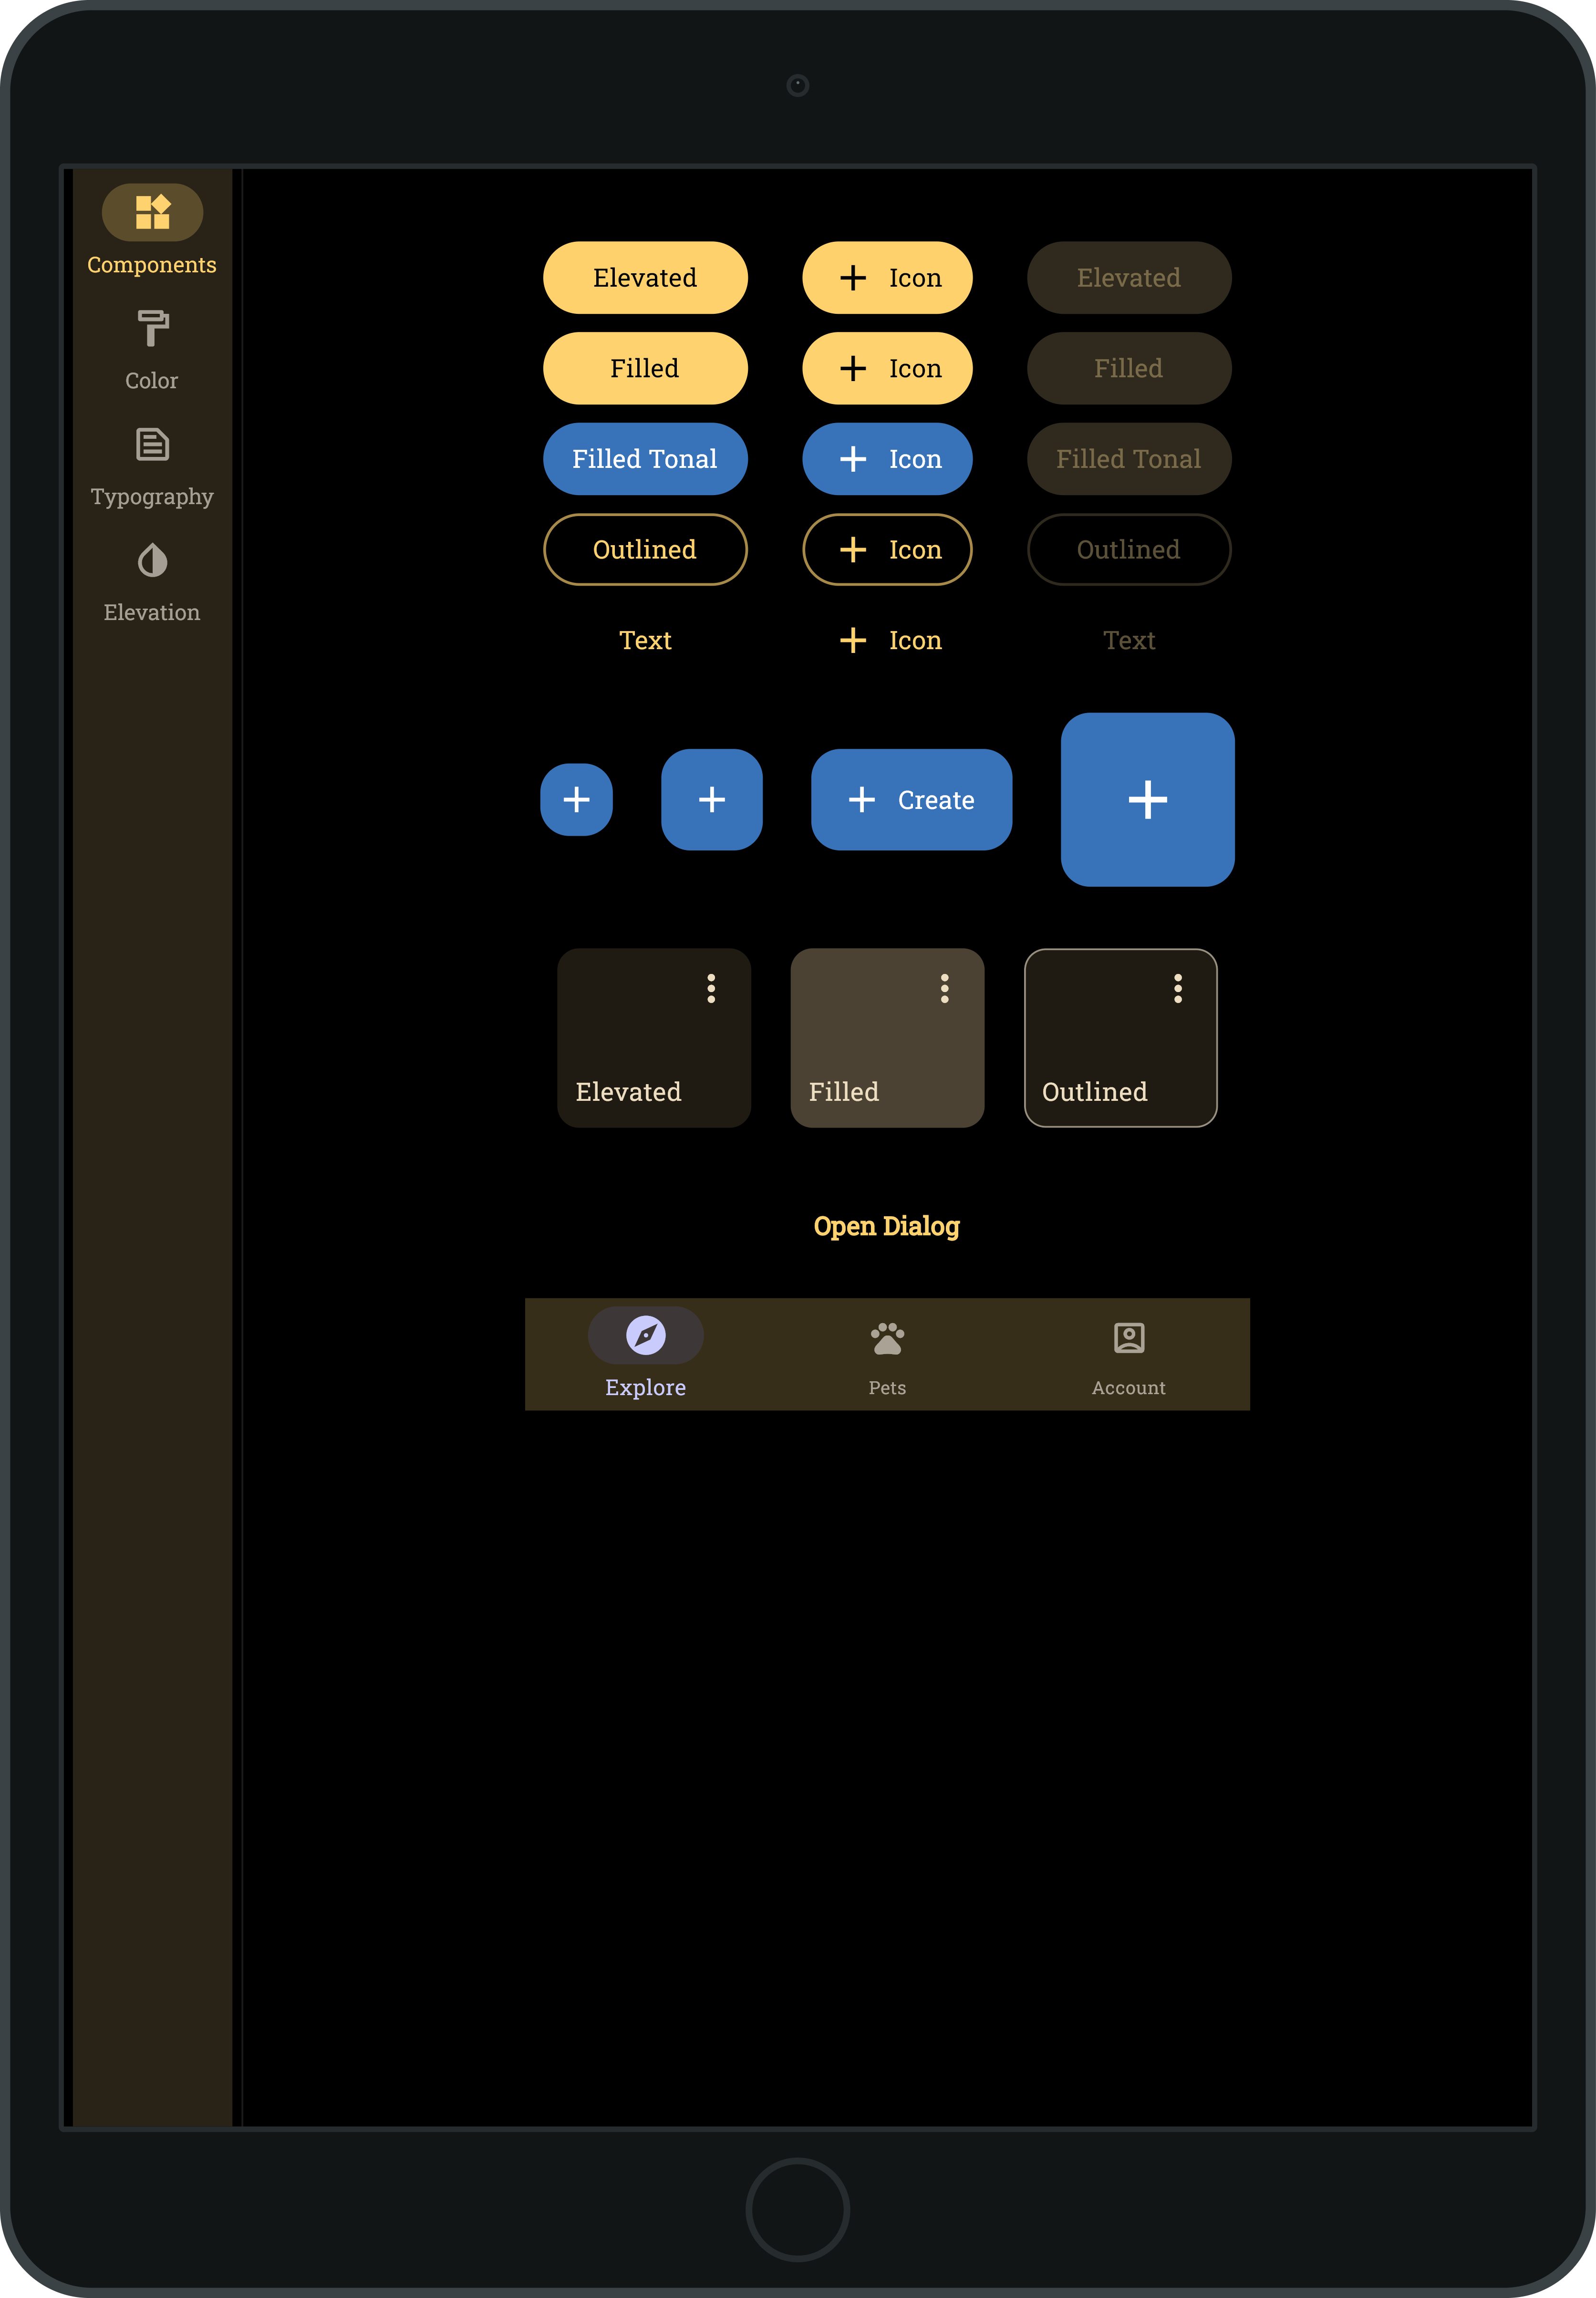 Components
Color
Typography
Elevation
Elevated Icon Elevated
Filled Icon Filled
Filled Tonal Icon Filled Tonal
Outlined Icon Outlined
Text Icon Text
Create
Elevated Filled Outlined
Open Dialog
Explore Pets Account